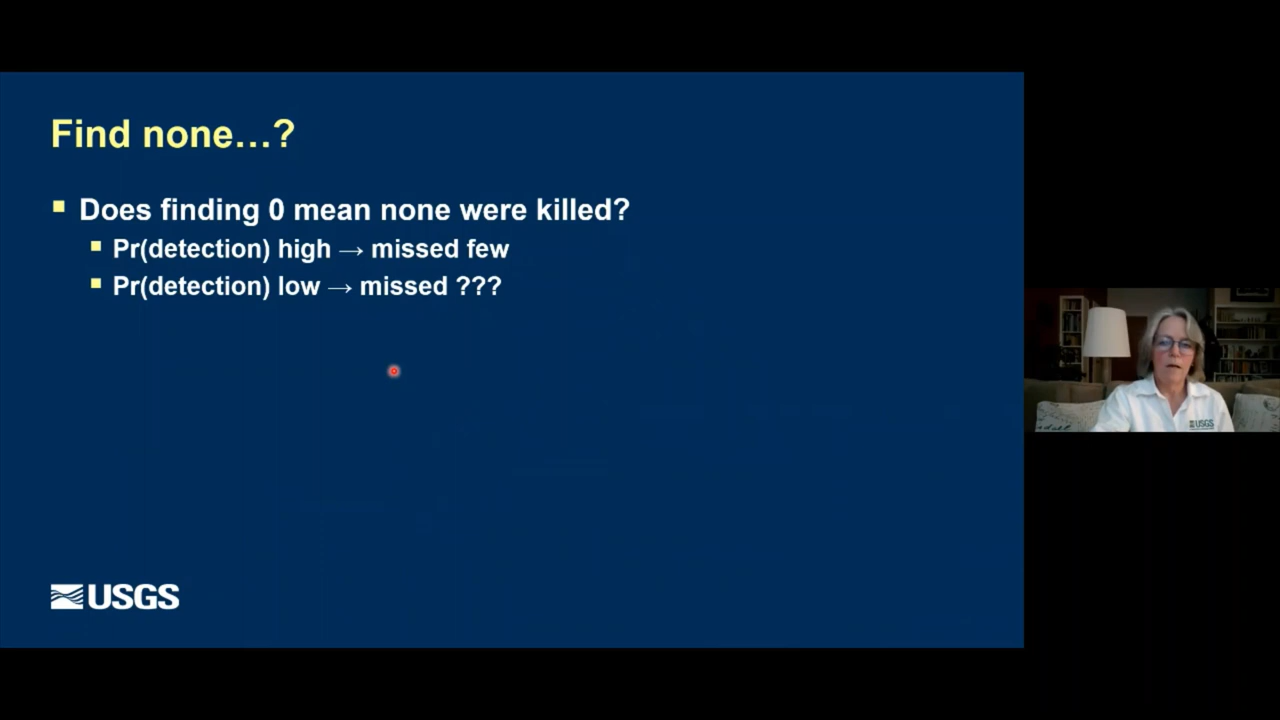 Find none…?
Does finding 0 mean none were killed?
Pr(detection) high → missed few
Pr(detection) low → missed ???
USGS
USGS